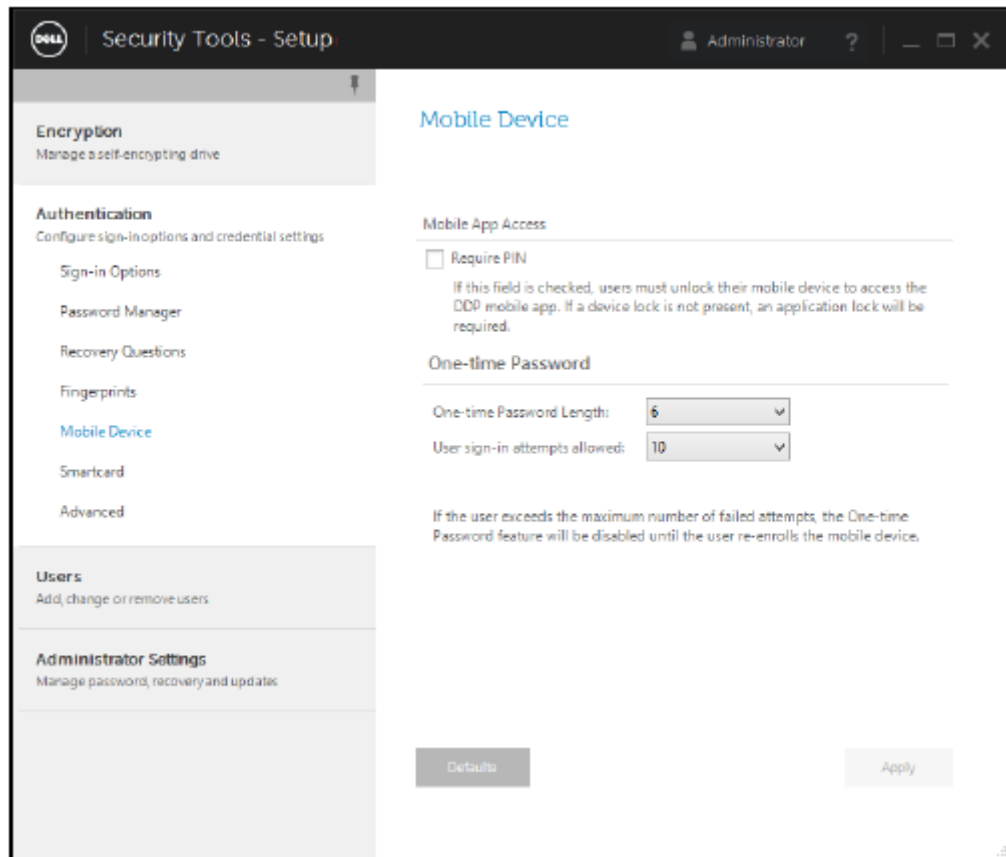 DELL
Security Tools - Setup
Administrator
?
Encryption
Manage a self-encrypting drive
Authentication
Configure sign-in options and credential settings
Sign-in Options
Password Manager
Recovery Questions
Fingerprints
Mobile Device
Smartcard
Advanced
Users
Add, change or remove users
Administrator Settings
Manage password, recovery and updates
Mobile Device
Mobile App Access
Require PIN
If this field is checked, users must unlock their mobile device to access the
DDP mobile app. If a device lock is not present, an application lock will be
required.
One-time Password
One-time Password Length: 6
User sign-in attempts allowed: 10
If the user exceeds the maximum number of failed attempts, the One-time
Password feature will be disabled until the user re-enrolls the mobile device.
Defaults
Apply